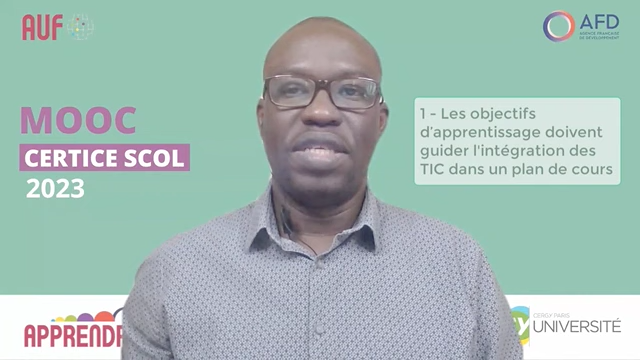 AUF
AFD
AGENCE FRANÇAISE
DE DÉVELOPPEMENT
MOOC
CERTICE SCOL
2023
1 - Les objectifs
d'apprentissage doivent
guider l'intégration des
TIC dans un plan de cours
APPREND
CERGY PARIS
UNIVERSITÉ